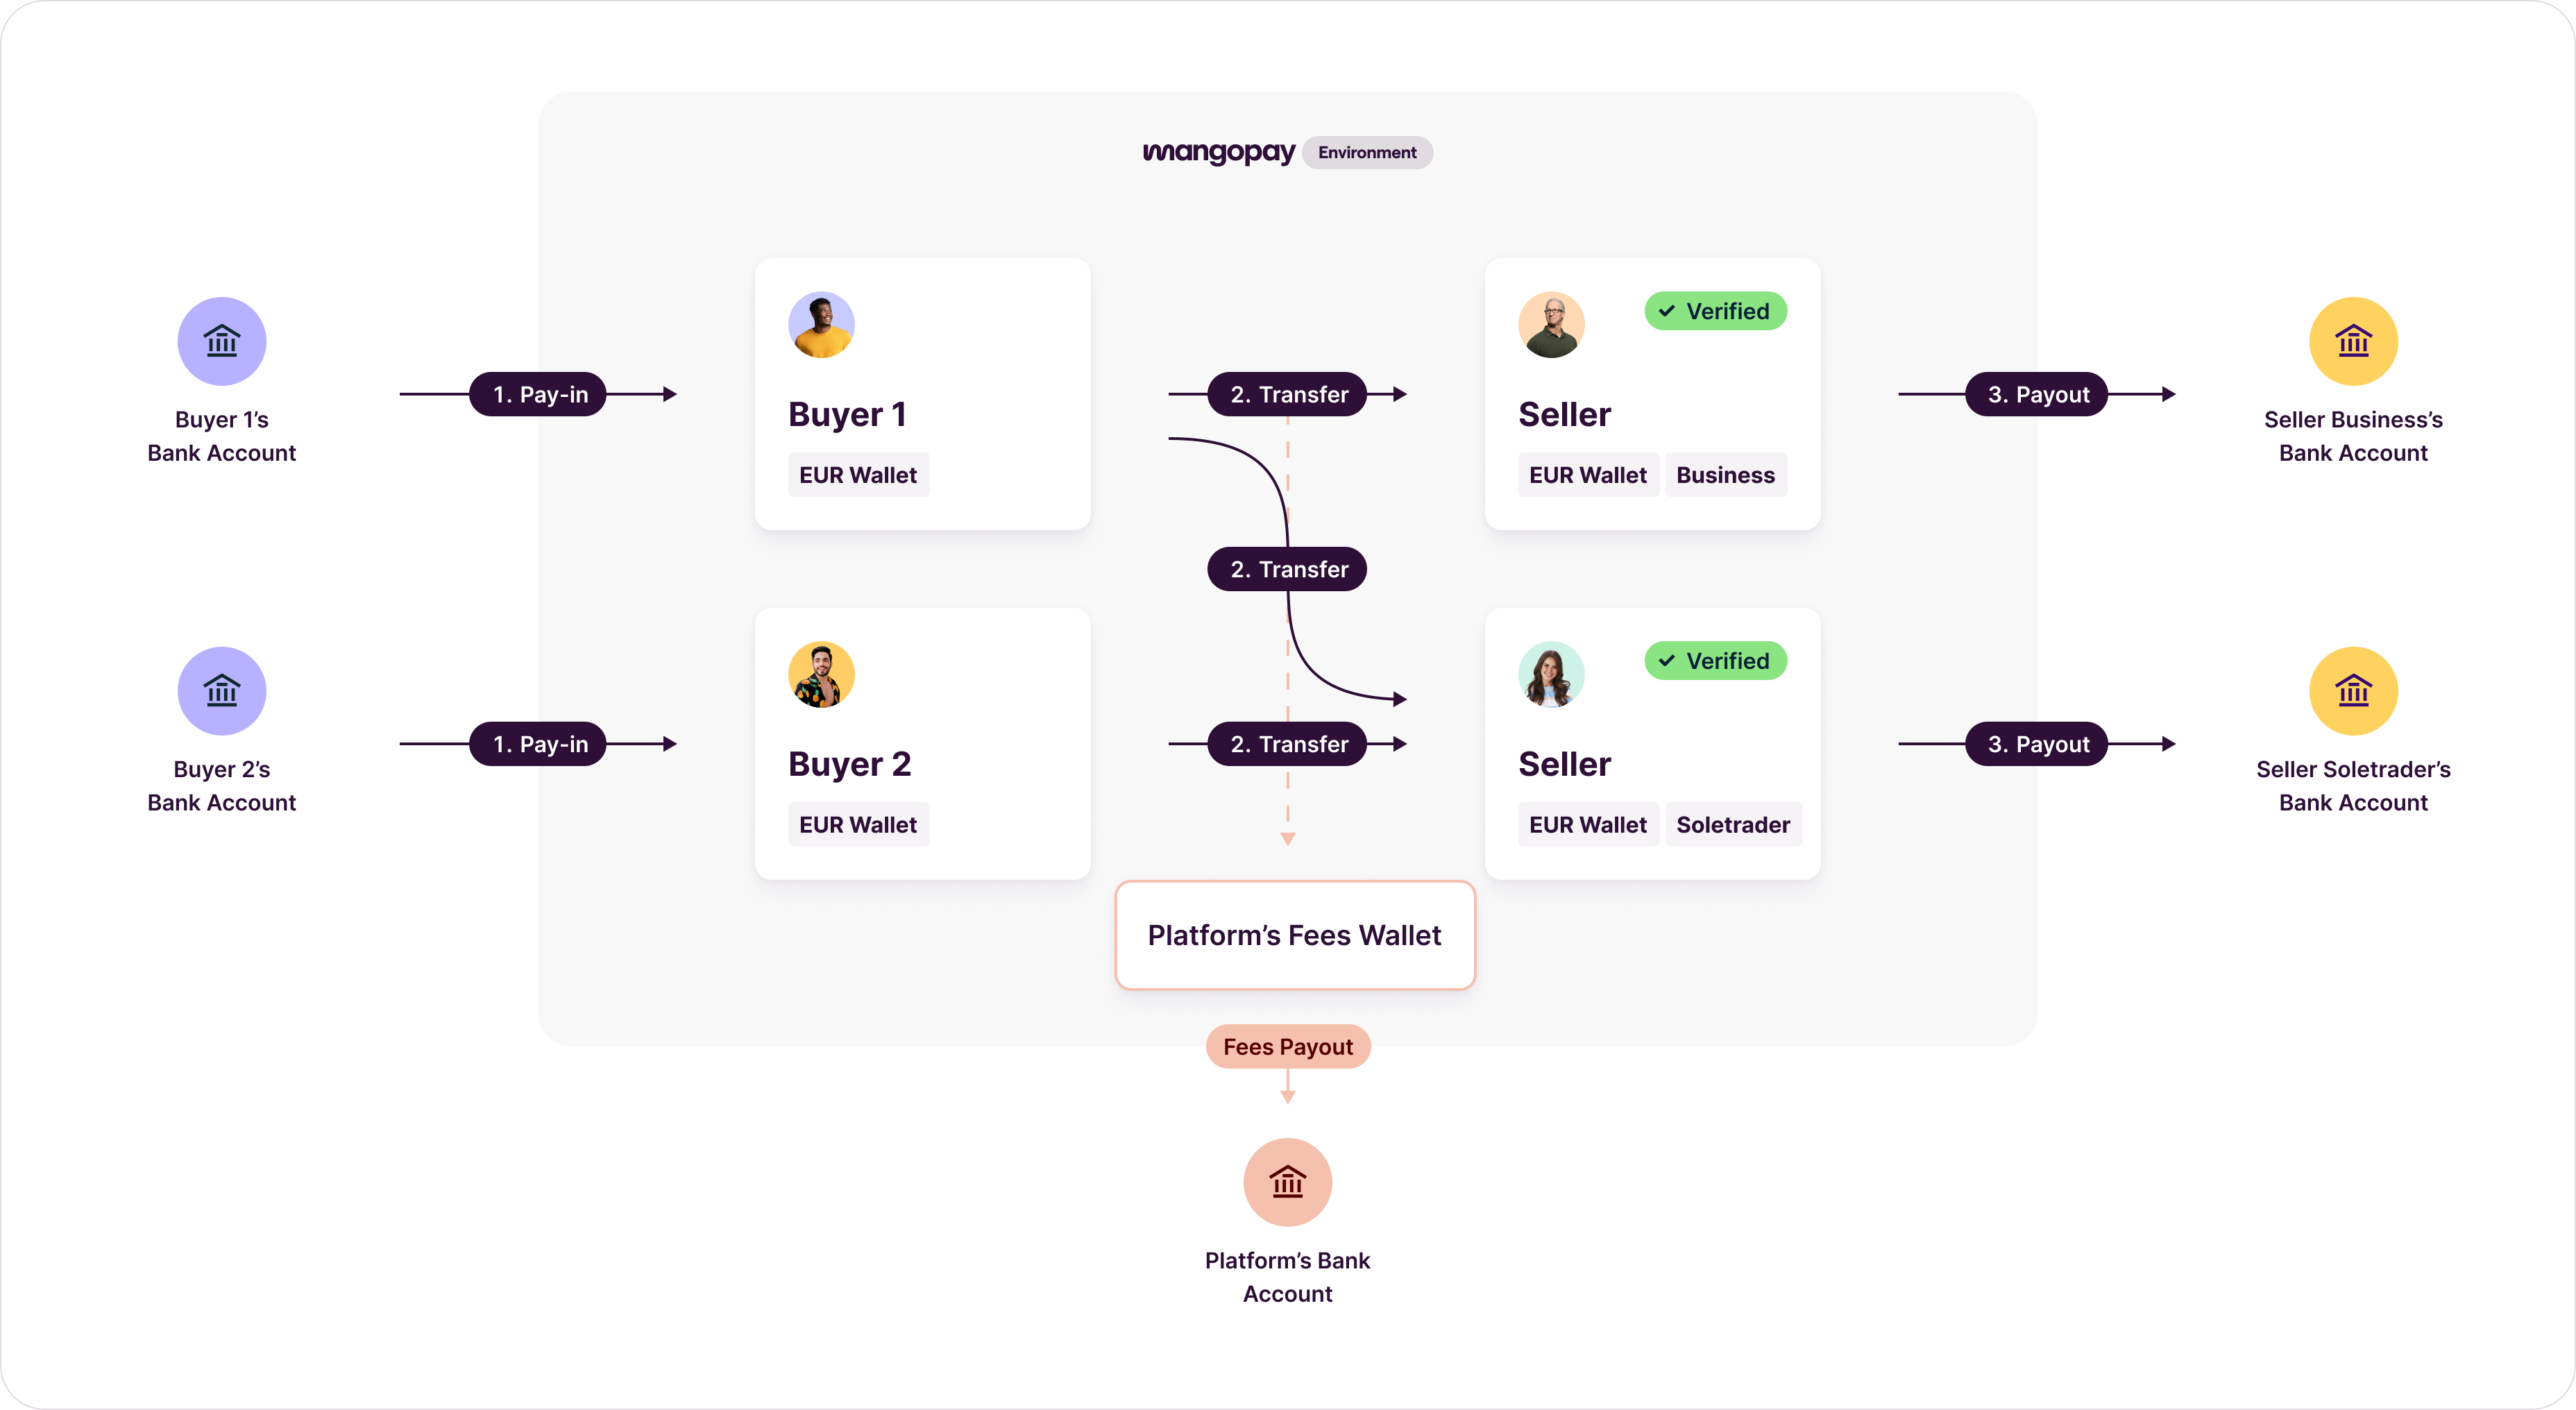 mangopay Environment
Buyer 1’s
Bank Account
1. Pay-in
Buyer 1
EUR Wallet
2. Transfer
Verified
Seller
EUR Wallet Business
3. Payout
Seller Business’s
Bank Account
2. Transfer
Buyer 2’s
Bank Account
1. Pay-in
Buyer 2
EUR Wallet
2. Transfer
Verified
Seller
EUR Wallet Soletrader
3. Payout
Seller Soletrader’s
Bank Account
Platform’s Fees Wallet
Fees Payout
Platform’s Bank
Account